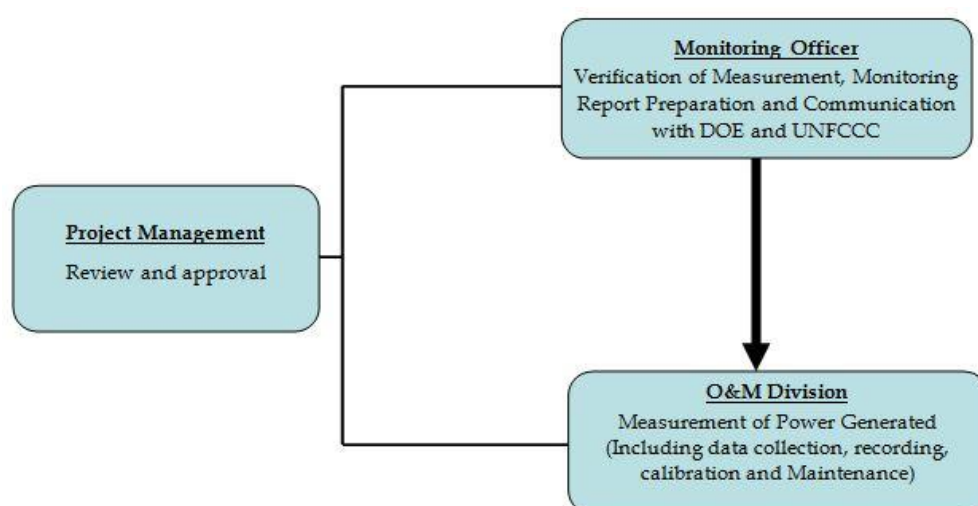 Monitoring Officer
Verification of Measurement, Monitoring
Report Preparation and Communication
with DOE and UNFCCC
Project Management
Review and approval
O&M Division
Measurement of Power Generated
(Including data collection, recording,
calibration and Maintenance)